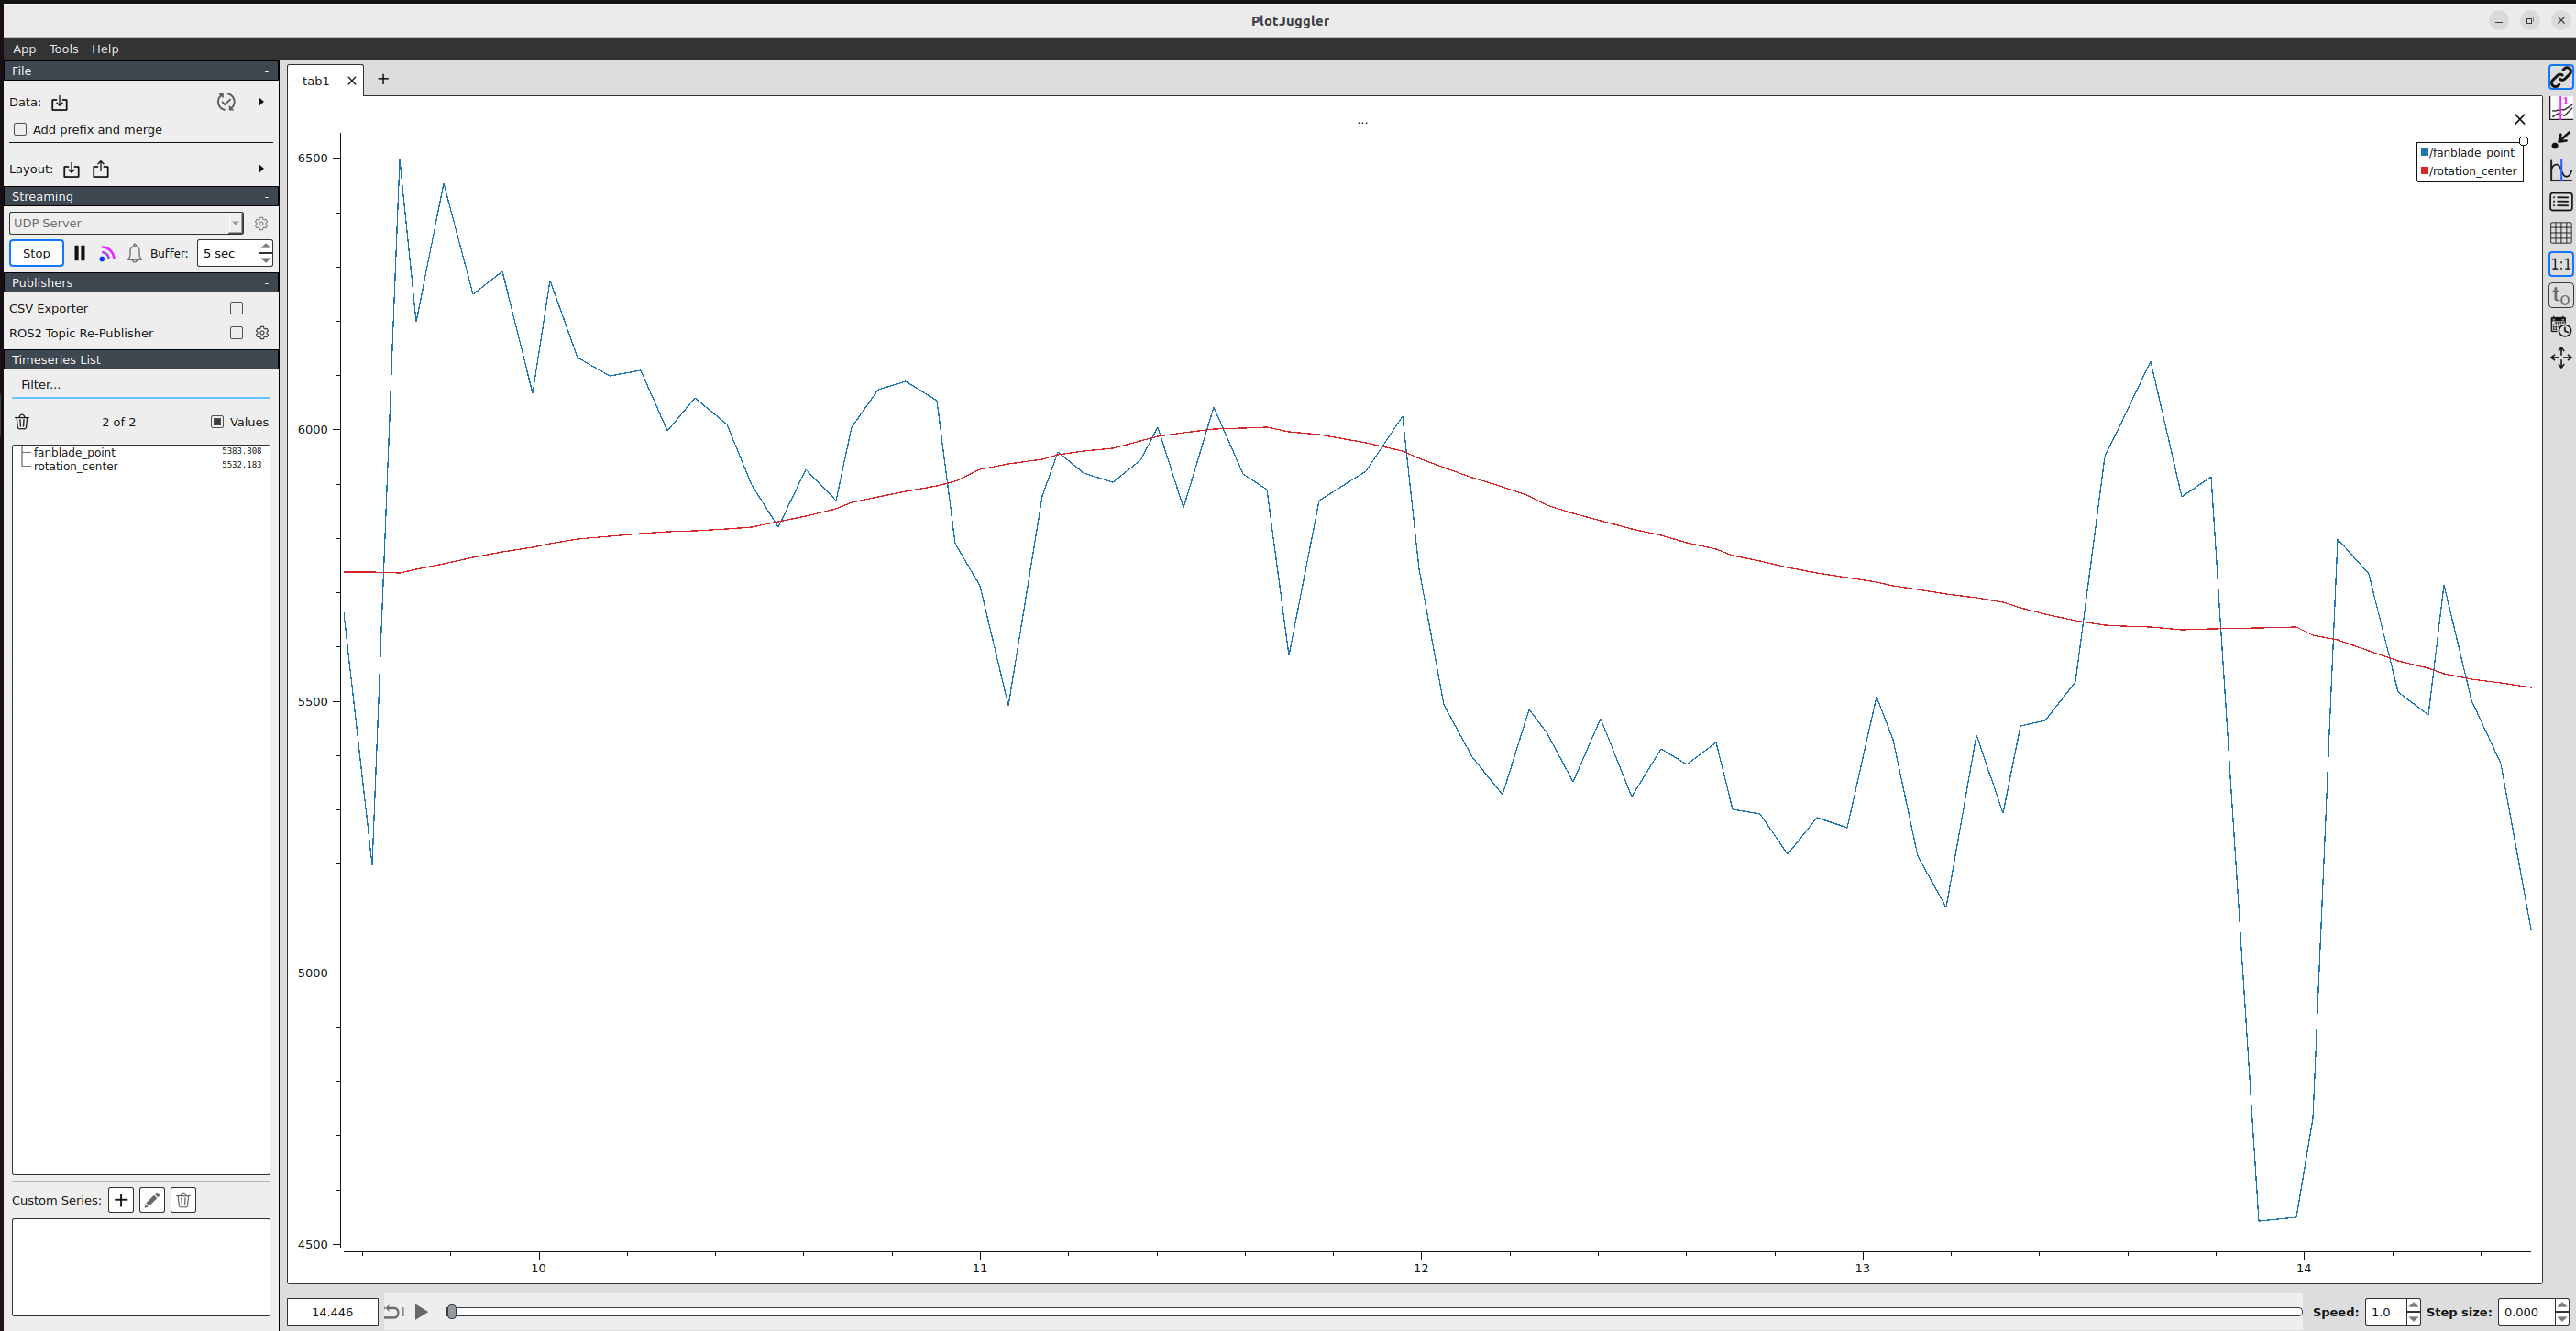 PlotJuggler
App Tools Help
File -
Data:
Add prefix and merge
Layout:
Streaming -
UDP Server
Stop Buffer: 5 sec
Publishers -
CSV Exporter
ROS2 Topic Re-Publisher
Timeseries List
Filter...
2 of 2 Values
fanblade_point 5383.808
rotation_center 5532.183
Custom Series:
tab1
...
/fanblade_point
/rotation_center
6500
6000
5500
5000
4500
10 11 12 13 14
1:1
t0
14.446 Speed: 1.0 Step size: 0.000